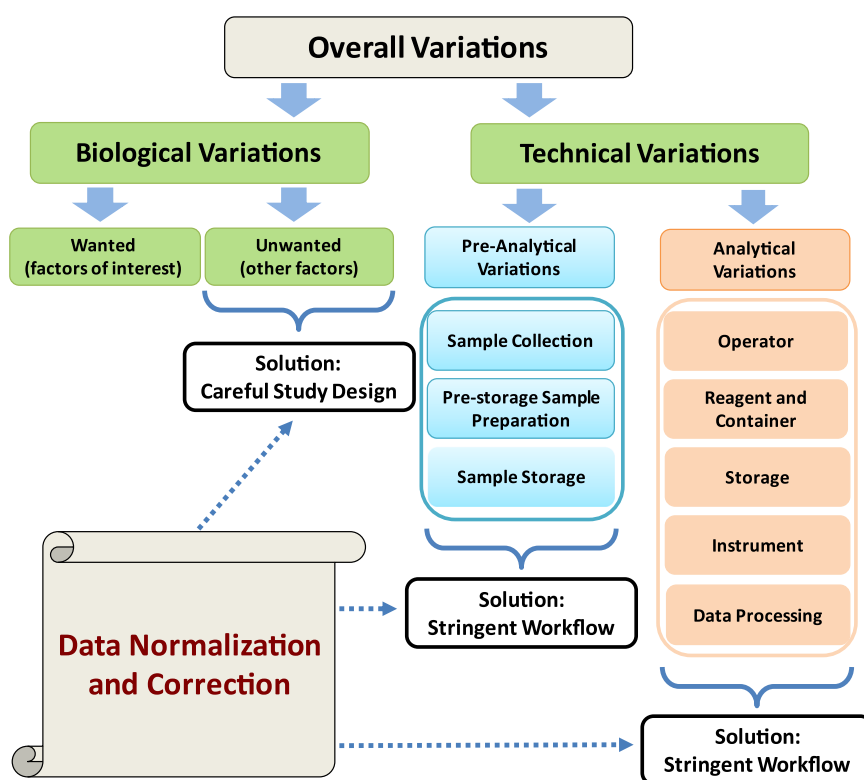 Overall Variations
Biological Variations
Technical Variations
Wanted
(factors of interest)
Unwanted
(other factors)
Pre-Analytical
Variations
Analytical
Variations
Solution:
Careful Study Design
Sample Collection
Pre-storage Sample
Preparation
Sample Storage
Operator
Reagent and
Container
Storage
Instrument
Data Processing
Solution:
Stringent Workflow
Data Normalization
and Correction
Solution:
Stringent Workflow